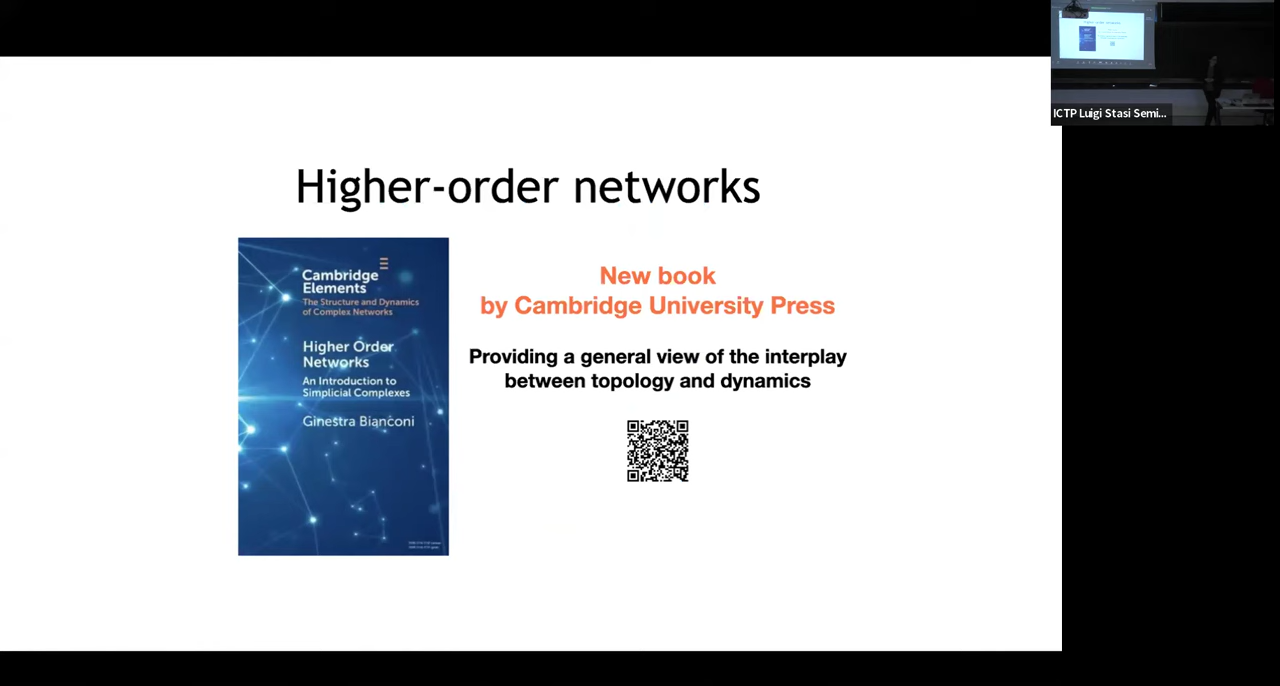 Higher-order networks
Cambridge
Elements
The Structure and Dynamics
of Complex Networks
Higher Order
Networks
An Introduction to
Simplicial Complexes
Ginestra Bianconi
New book
by Cambridge University Press
Providing a general view of the interplay
between topology and dynamics
ICTP Luigi Stasi Semi...